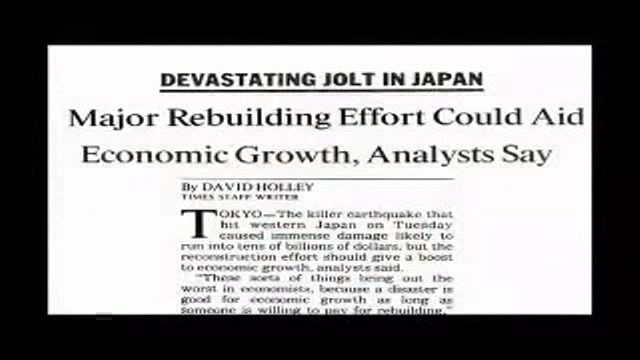 DEVASTATING JOLT IN JAPAN
Major Rebuilding Effort Could Aid
Economic Growth, Analysts Say
By DAVID HOLLEY
TIMES STAFF WRITER
TOKYO—The killer earthquake that
hit western Japan on Tuesday
caused immense damage likely to
run into tens of billions of dollars, but the
reconstruction effort should give a boost
to economic growth, analysts said.
"These sorts of things bring out the
worst in economists, because a disaster is
good for economic growth as long as
someone is willing to pay for rebuilding,"